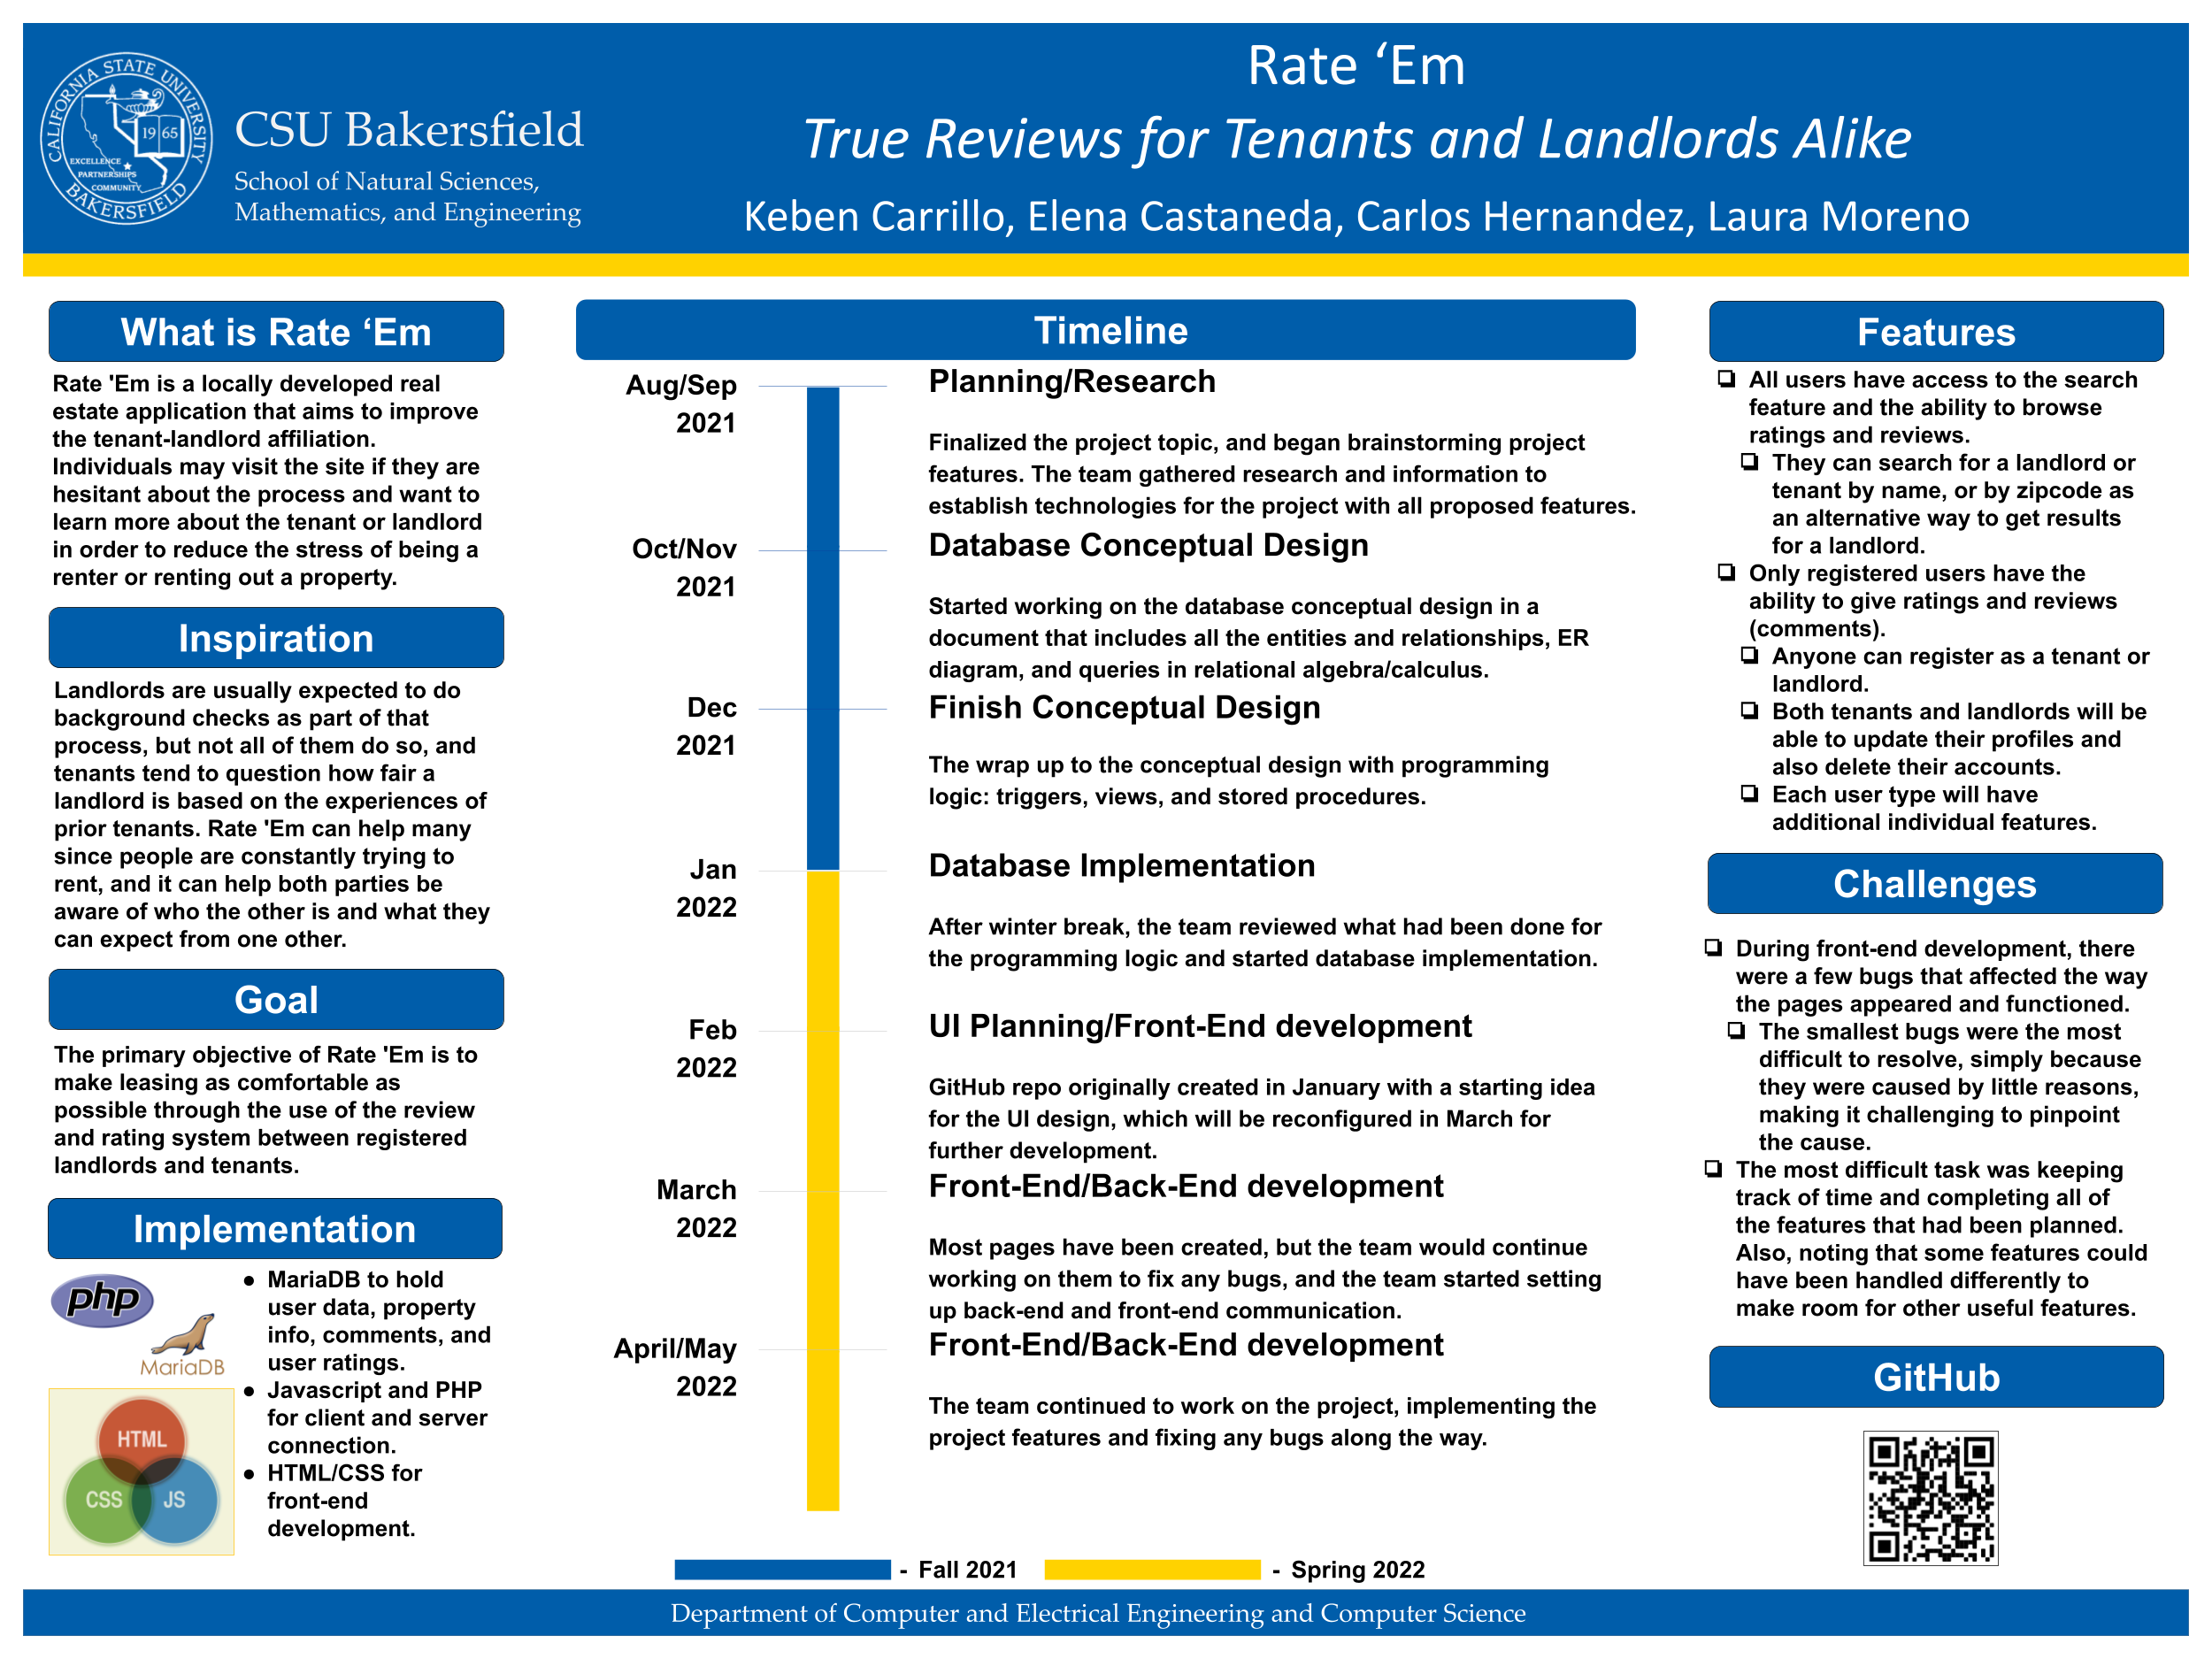 CALIFORNIA STATE UNIVERSITY
BAKERSFIELD
19 65
EXCELLENCE
PARTNERSHIPS
COMMUNITY
CSU Bakersfield
School of Natural Sciences,
Mathematics, and Engineering
Rate ‘Em
True Reviews for Tenants and Landlords Alike
Keben Carrillo, Elena Castaneda, Carlos Hernandez, Laura Moreno
What is Rate ‘Em
Rate 'Em is a locally developed real
estate application that aims to improve
the tenant-landlord affiliation.
Individuals may visit the site if they are
hesitant about the process and want to
learn more about the tenant or landlord
in order to reduce the stress of being a
renter or renting out a property.
Inspiration
Landlords are usually expected to do
background checks as part of that
process, but not all of them do so, and
tenants tend to question how fair a
landlord is based on the experiences of
prior tenants. Rate 'Em can help many
since people are constantly trying to
rent, and it can help both parties be
aware of who the other is and what they
can expect from one other.
Goal
The primary objective of Rate 'Em is to
make leasing as comfortable as
possible through the use of the review
and rating system between registered
landlords and tenants.
Implementation
php
MariaDB
HTML
CSS JS
● MariaDB to hold
user data, property
info, comments, and
user ratings.
● Javascript and PHP
for client and server
connection.
● HTML/CSS for
front-end
development.
Timeline
Aug/Sep
2021
Planning/Research
Finalized the project topic, and began brainstorming project
features. The team gathered research and information to
establish technologies for the project with all proposed features.
Oct/Nov
2021
Database Conceptual Design
Started working on the database conceptual design in a
document that includes all the entities and relationships, ER
diagram, and queries in relational algebra/calculus.
Dec
2021
Finish Conceptual Design
The wrap up to the conceptual design with programming
logic: triggers, views, and stored procedures.
Jan
2022
Database Implementation
After winter break, the team reviewed what had been done for
the programming logic and started database implementation.
Feb
2022
UI Planning/Front-End development
GitHub repo originally created in January with a starting idea
for the UI design, which will be reconfigured in March for
further development.
March
2022
Front-End/Back-End development
Most pages have been created, but the team would continue
working on them to fix any bugs, and the team started setting
up back-end and front-end communication.
April/May
2022
Front-End/Back-End development
The team continued to work on the project, implementing the
project features and fixing any bugs along the way.
- Fall 2021
- Spring 2022
Features
❏ All users have access to the search
feature and the ability to browse
ratings and reviews.
❏ They can search for a landlord or
tenant by name, or by zipcode as
an alternative way to get results
for a landlord.
❏ Only registered users have the
ability to give ratings and reviews
(comments).
❏ Anyone can register as a tenant or
landlord.
❏ Both tenants and landlords will be
able to update their profiles and
also delete their accounts.
❏ Each user type will have
additional individual features.
Challenges
❏ During front-end development, there
were a few bugs that affected the way
the pages appeared and functioned.
❏ The smallest bugs were the most
difficult to resolve, simply because
they were caused by little reasons,
making it challenging to pinpoint
the cause.
❏ The most difficult task was keeping
track of time and completing all of
the features that had been planned.
Also, noting that some features could
have been handled differently to
make room for other useful features.
GitHub
Department of Computer and Electrical Engineering and Computer Science